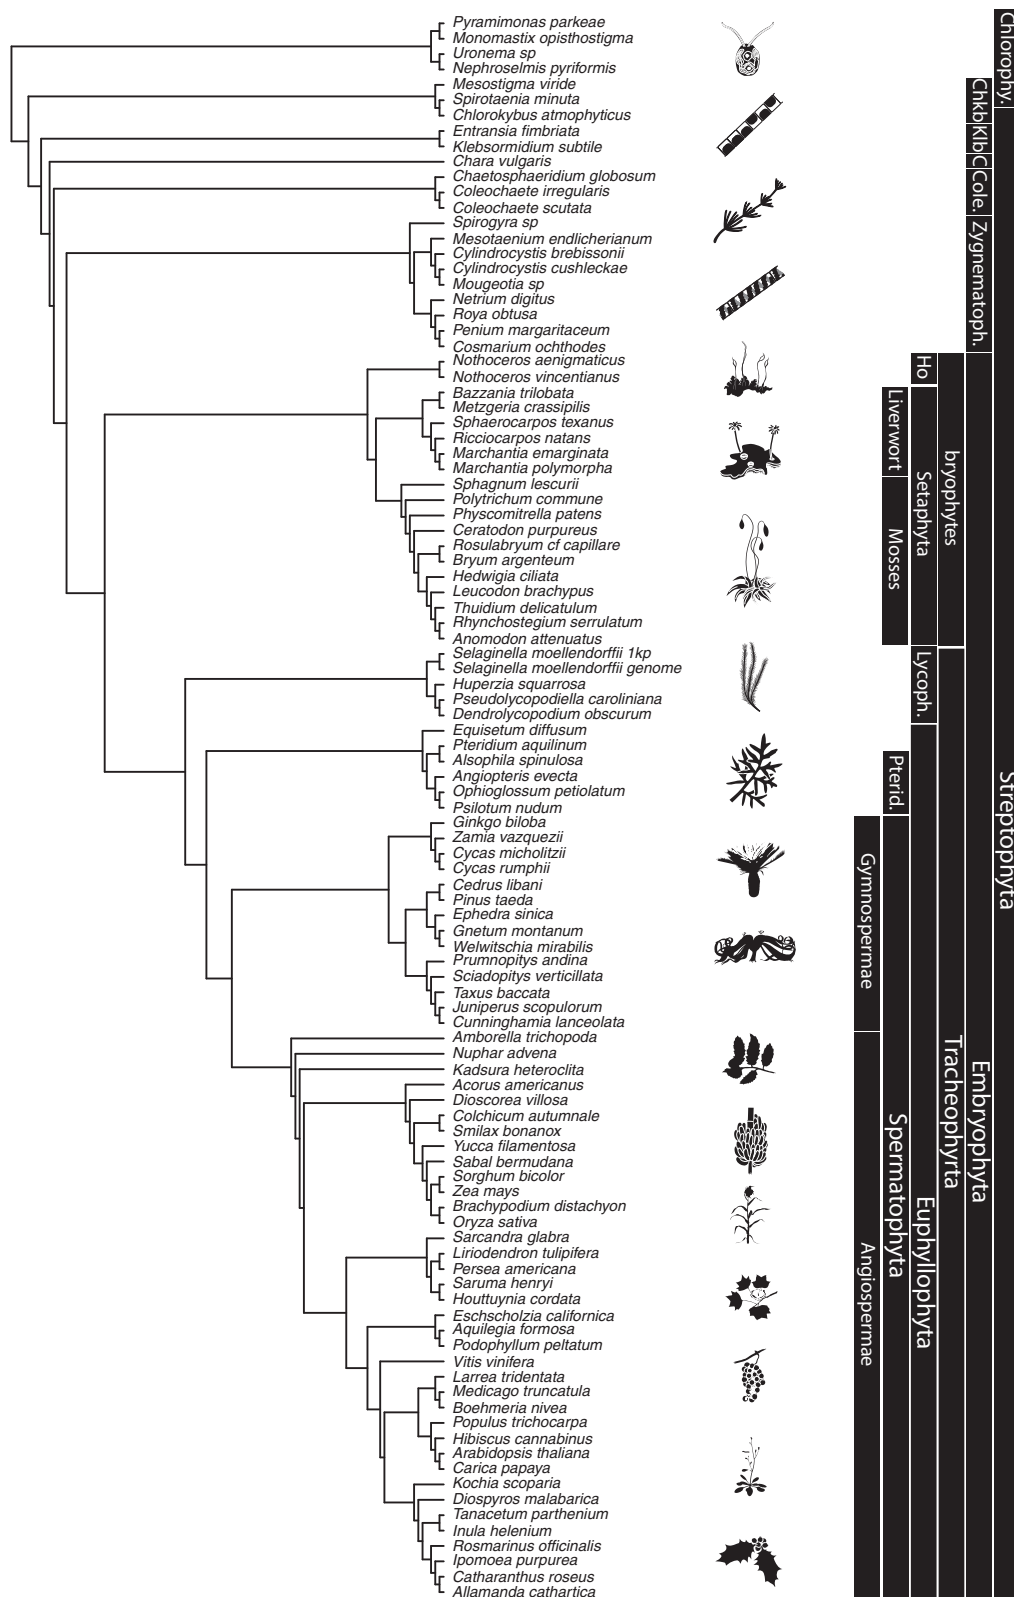 Pyramimonas parkeae
Monomastix opisthostigma
Uronema sp
Nephroselmis pyriformis
Mesostigma viride
Spirotaenia minuta
Chlorokybus atmophyticus
Entransia fimbriata
Klebsormidium subtile
Chara vulgaris
Chaetosphaeridium globosum
Coleochaete irregularis
Coleochaete scutata
Spirogyra sp
Mesotaenium endlicherianum
Cylindrocystis brebissonii
Cylindrocystis cushleckae
Mougeotia sp
Netrium digitus
Roya obtusa
Penium margaritaceum
Cosmarium ochthodes
Nothoceros aenigmaticus
Nothoceros vincentianus
Bazzania trilobata
Metzgeria crassipilis
Sphaerocarpos texanus
Ricciocarpos natans
Marchantia emarginata
Marchantia polymorpha
Sphagnum lescurii
Polytrichum commune
Physcomitrella patens
Ceratodon purpureus
Rosulabryum cf capillare
Bryum argenteum
Hedwigia ciliata
Leucodon brachypus
Thuidium delicatulum
Rhynchostegium serrulatum
Anomodon attenuatus
Selaginella moellendorffii 1kp
Selaginella moellendorffii genome
Huperzia squarrosa
Pseudolycopodiella caroliniana
Dendrolycopodium obscurum
Equisetum diffusum
Pteridium aquilinum
Alsophila spinulosa
Angiopteris evecta
Ophioglossum petiolatum
Psilotum nudum
Ginkgo biloba
Zamia vazquezii
Cycas micholitzii
Cycas rumphii
Cedrus libani
Pinus taeda
Ephedra sinica
Gnetum montanum
Welwitschia mirabilis
Prumnopitys andina
Sciadopitys verticillata
Taxus baccata
Juniperus scopulorum
Cunninghamia lanceolata
Amborella trichopoda
Nuphar advena
Kadsura heteroclita
Acorus americanus
Dioscorea villosa
Colchicum autumnale
Smilax bonanox
Yucca filamentosa
Sabal bermudana
Sorghum bicolor
Zea mays
Brachypodium distachyon
Oryza sativa
Sarcandra glabra
Liriodendron tulipifera
Persea americana
Saruma henryi
Houttuynia cordata
Eschscholzia californica
Aquilegia formosa
Podophyllum peltatum
Vitis vinifera
Larrea tridentata
Medicago truncatula
Boehmeria nivea
Populus trichocarpa
Hibiscus cannabinus
Arabidopsis thaliana
Carica papaya
Kochia scoparia
Diospyros malabarica
Tanacetum parthenium
Inula helenium
Rosmarinus officinalis
Ipomoea purpurea
Catharanthus roseus
Allamanda cathartica
Gymnospermae
Angiospermae
Liverwort
Mosses
Pterid.
Spermatophyta
Ho
Setaphyta
Lycoph.
Euphyllophyta
bryophytes
Tracheophyrta
Chkb
Klb
C
Cole.
Zygnematoph.
Embryophyta
Chlorophy.
Streptophyta